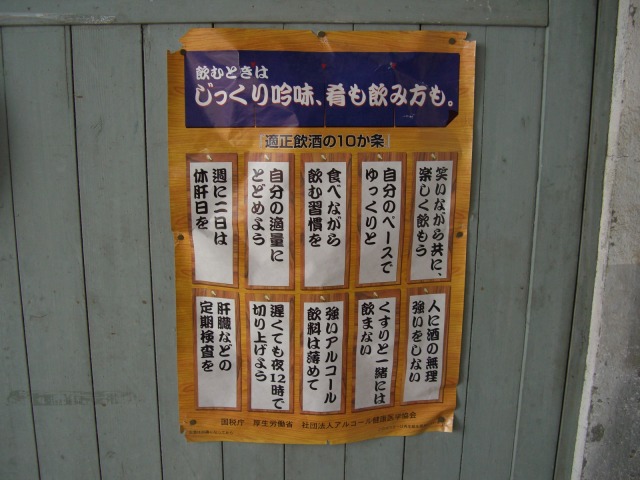 飲むときは
じっくり吟味、肴も飲み方も。
適正飲酒の10か条
笑いながら共に、
楽しく飲もう
自分のペースで
ゆっくりと
食べながら
飲む習慣を
自分の適量に
とどめよう
週に二日は
休肝日を
人に酒の無理
強いをしない
くすりと一緒には
飲まない
強いアルコール
飲料は薄めて
遅くても夜12時で
切り上げよう
肝臓などの
定期検査を
国税庁 厚生労働省 社団法人アルコール健康医学協会